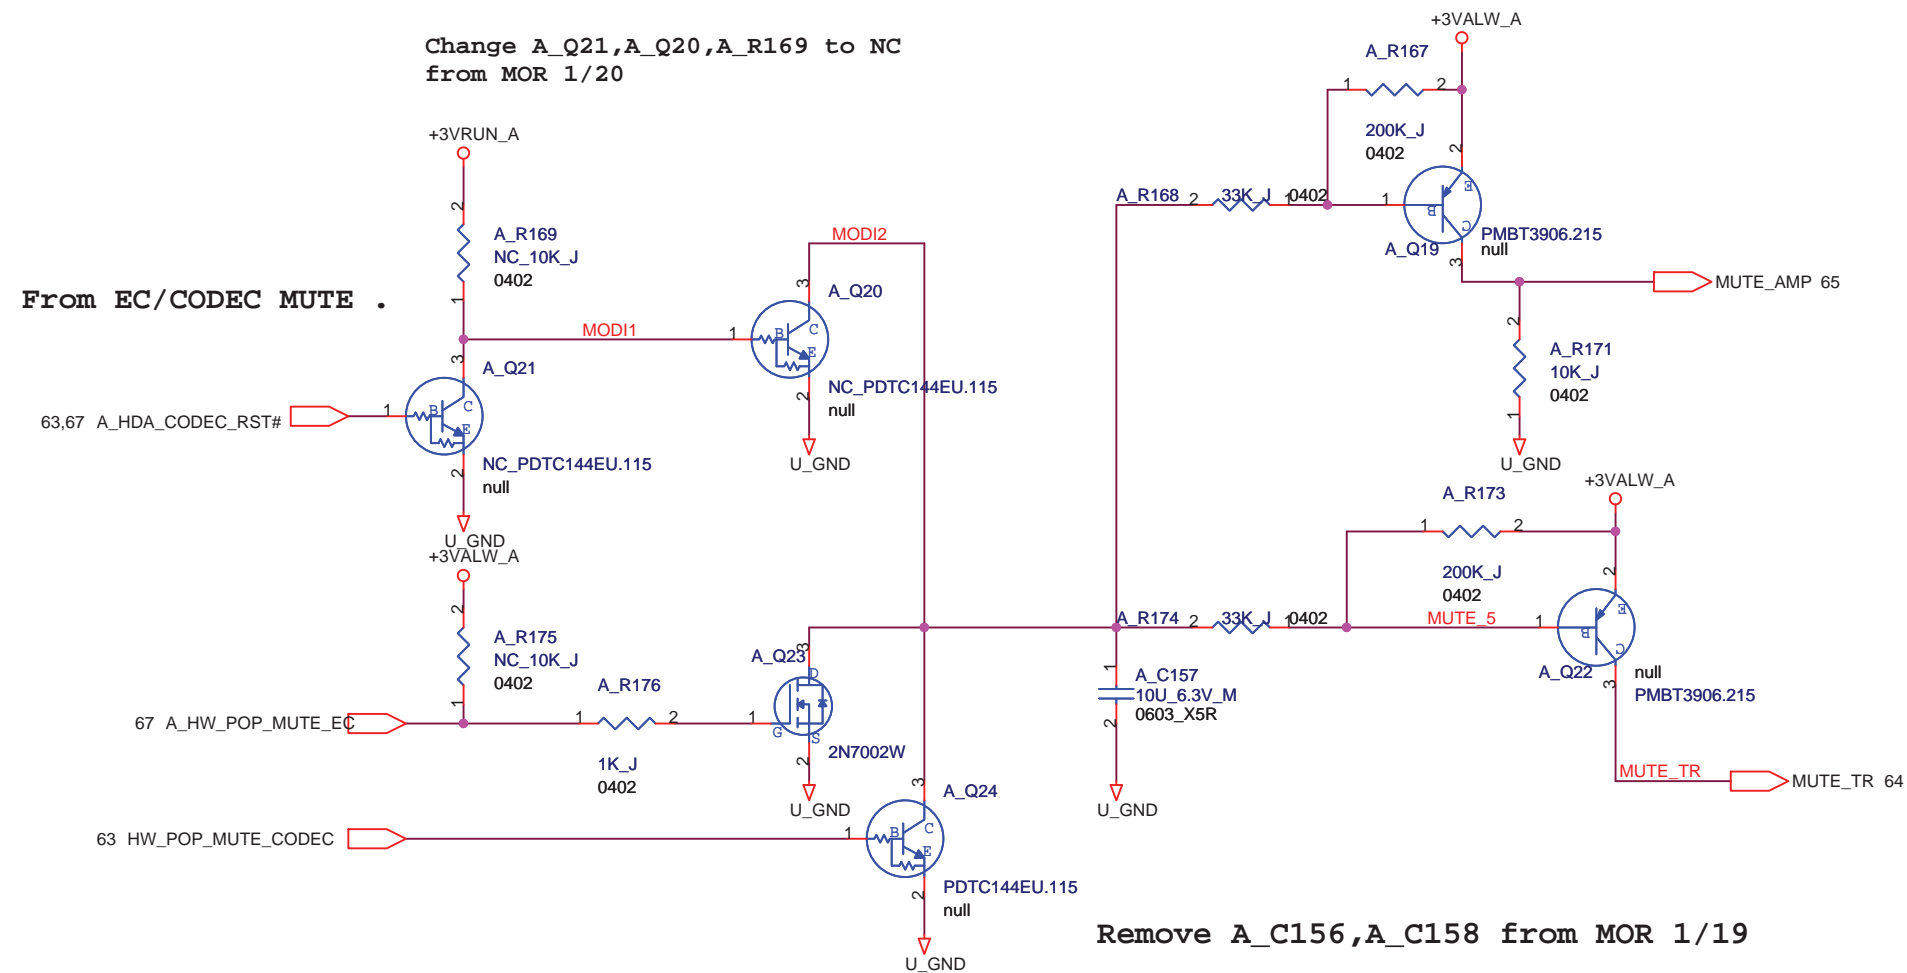 Change A_Q21,A_Q20,A_R169 to NC
from MOR 1/20
+3VRUN_A
2
A_R169
NC_10K_J
0402
1
From EC/CODEC MUTE .
MODI1
1
MODI2
3
A_Q20
B
C
E
NC_PDTC144EU.115
null
2
U_GND
3
A_Q21
63,67 A_HDA_CODEC_RST#
1
B
C
E
NC_PDTC144EU.115
null
2
U_GND
+3VALW_A
2
A_R175
NC_10K_J
0402
1
67 A_HW_POP_MUTE_EC
A_R176
1
2
1K_J
0402
A_Q23
3
D
1
G
S
2N7002W
2
U_GND
63 HW_POP_MUTE_CODEC
1
3
A_Q24
B
C
E
PDTC144EU.115
null
2
U_GND
+3VALW_A
A_R167
1
2
200K_J
0402
2
A_R168
2
33K_J
1
0402
1
E
B
C
A_Q19
PMBT3906.215
null
3
MUTE_AMP 65
2
A_R171
10K_J
0402
1
U_GND
+3VALW_A
A_R173
1
2
200K_J
0402
2
A_R174
2
33K_J
1
0402
MUTE_5
1
E
B
C
A_Q22
null
PMBT3906.215
3
1
A_C157
10U_6.3V_M
0603_X5R
2
U_GND
MUTE_TR
MUTE_TR 64
Remove A_C156,A_C158 from MOR 1/19